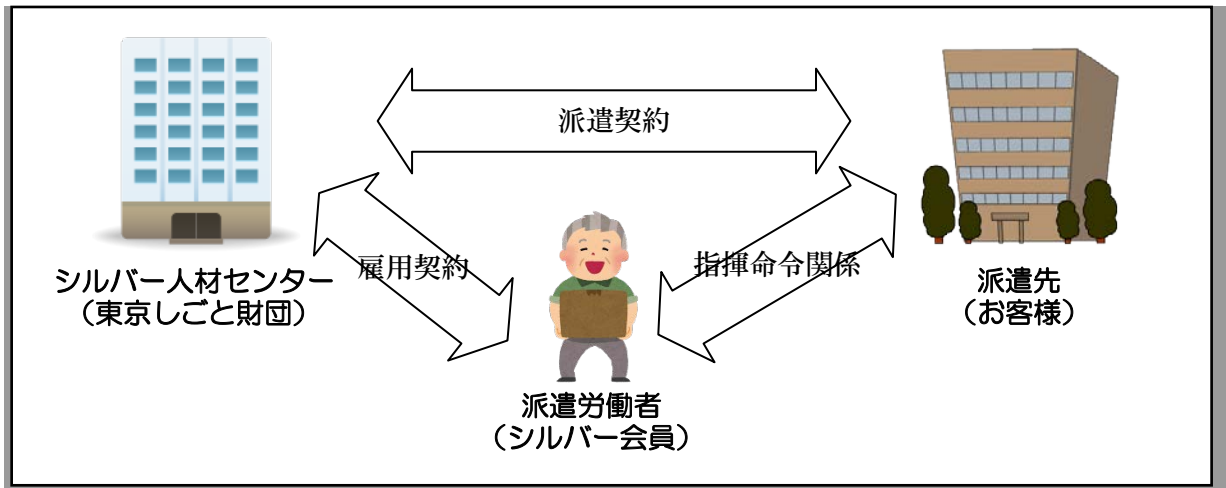 派遣契約
雇用契約
指揮命令関係
シルバー人材センター
（東京しごと財団）
派遣先
（お客様）
派遣労働者
（シルバー会員）